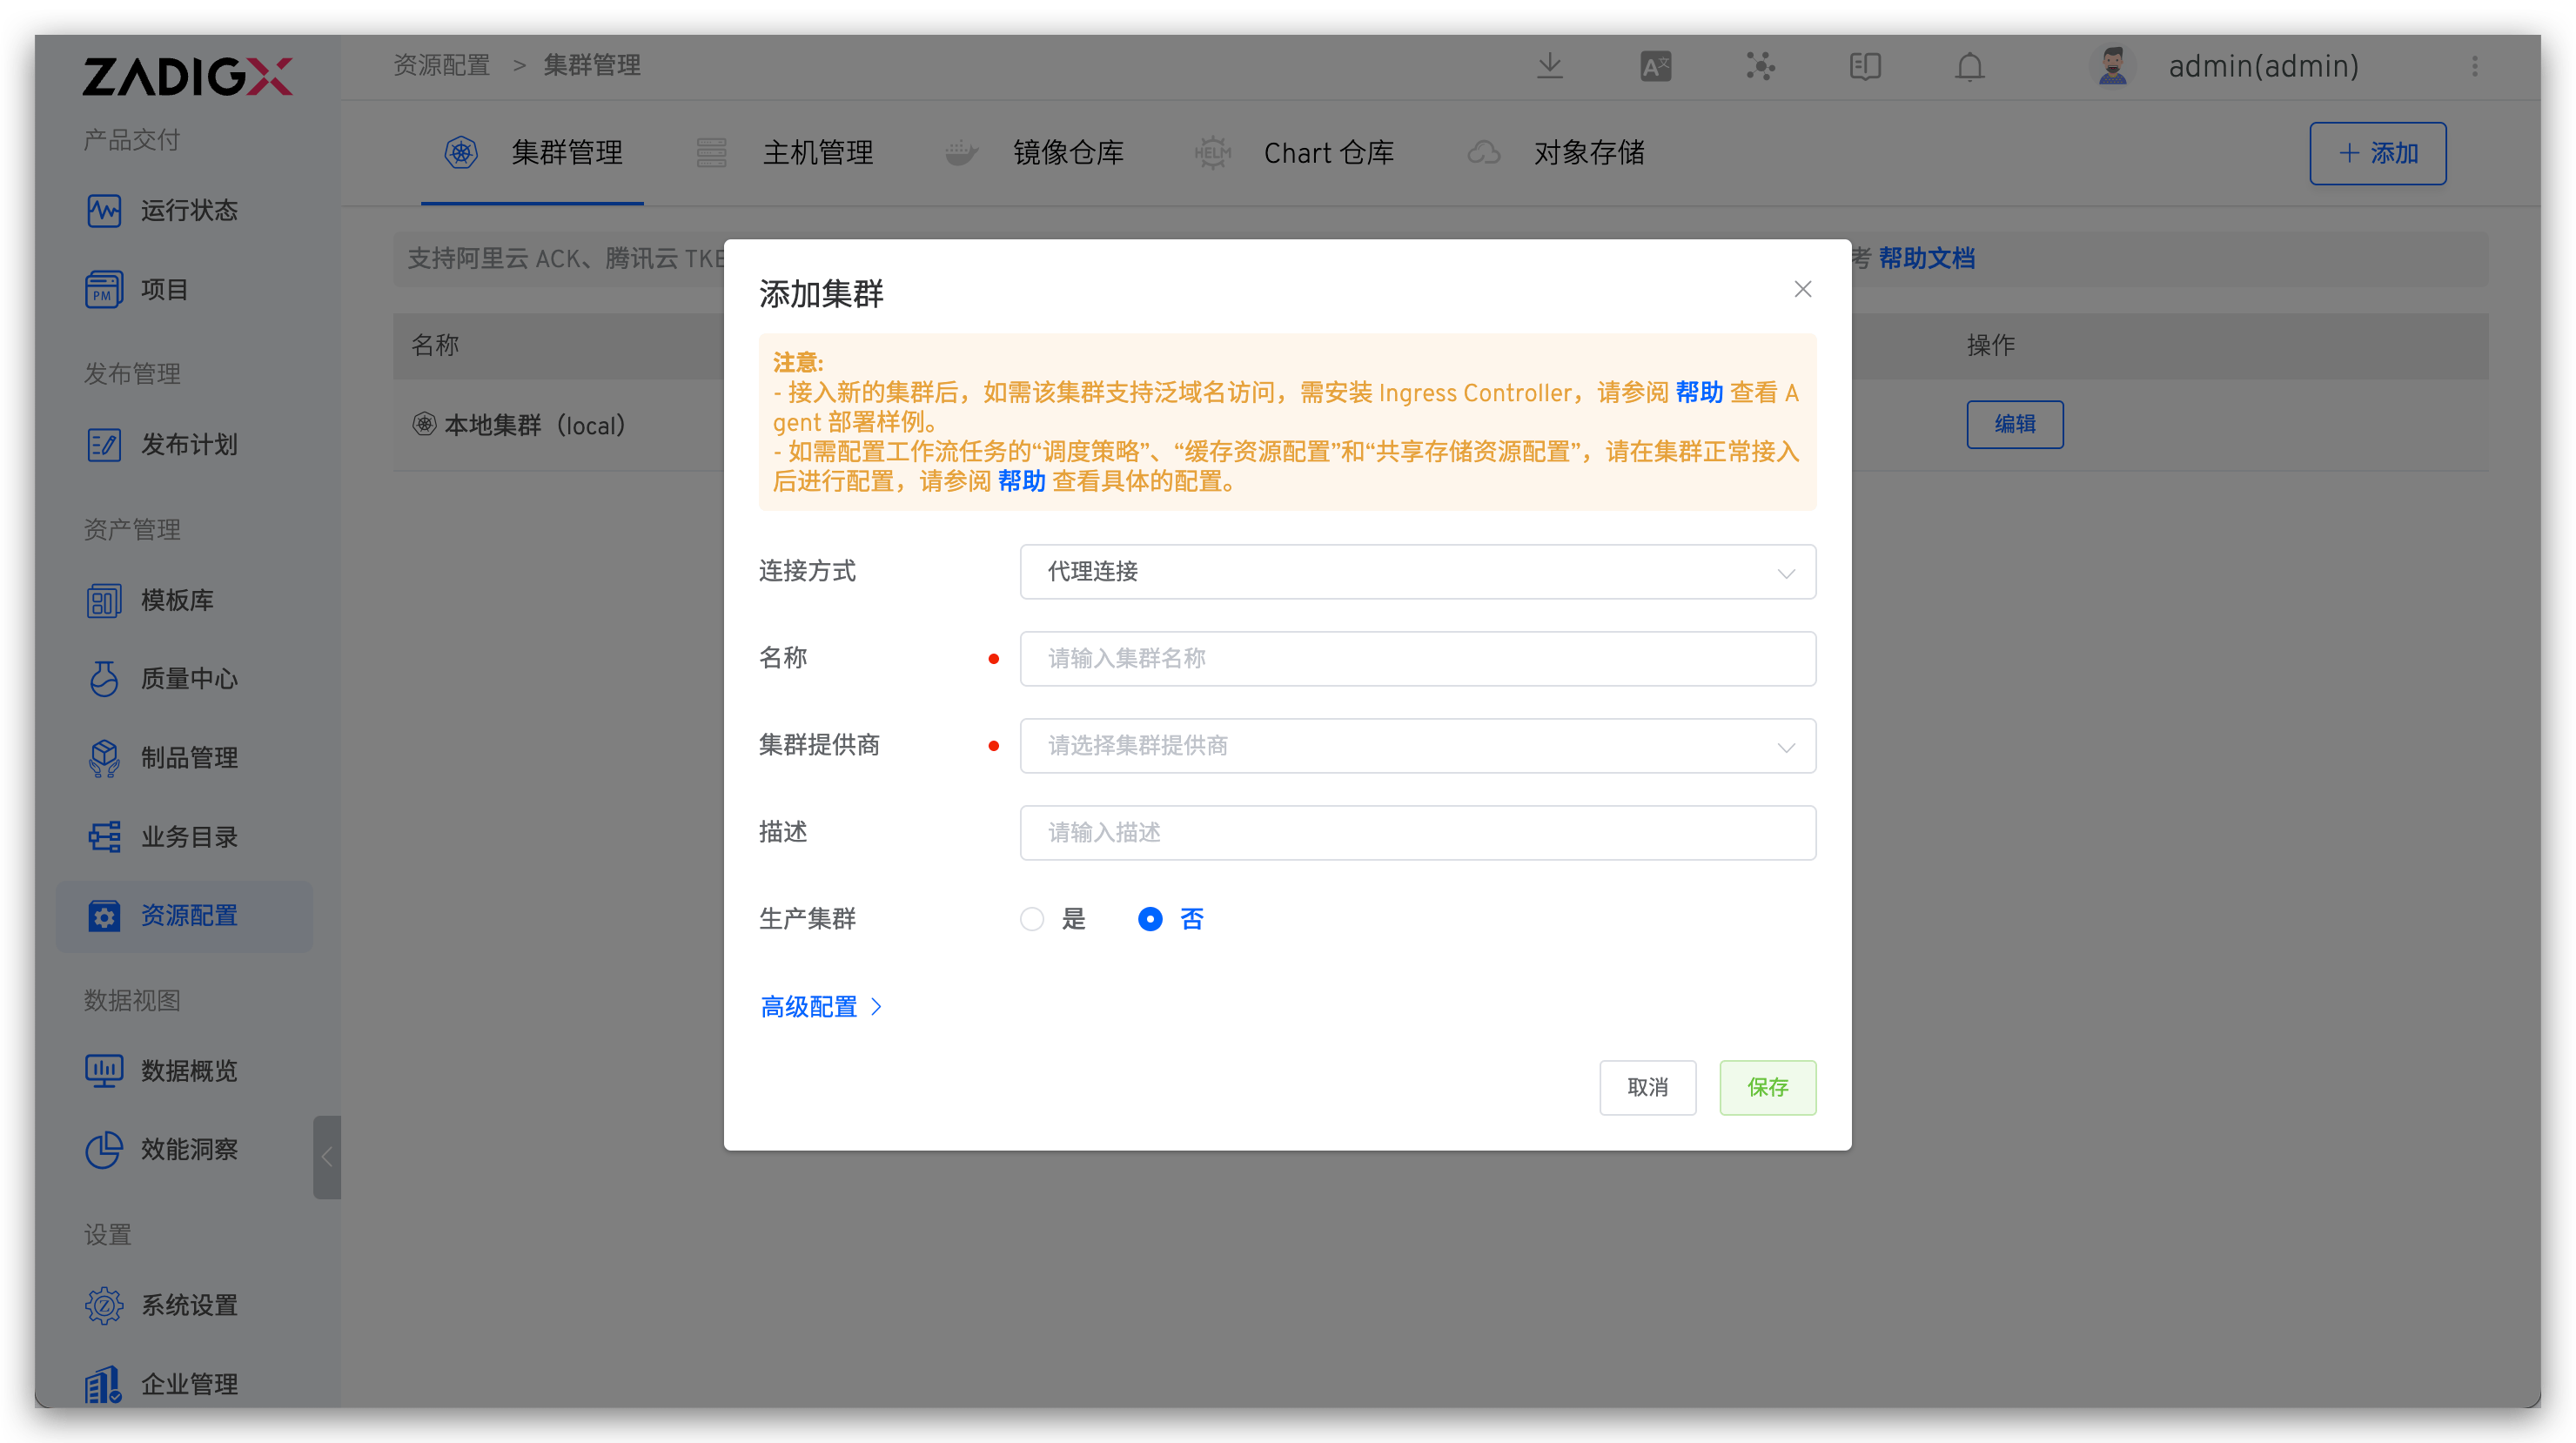 ZADIGX
资源配置 > 集群管理
A文
admin(admin)
产品交付
运行状态
PM
项目
发布管理
发布计划
资产管理
模板库
质量中心
制品管理
业务目录
资源配置
数据视图
数据概览
效能洞察
设置
Z
系统设置
企业管理
集群管理
主机管理
镜像仓库
HELM
Chart 仓库
对象存储
+ 添加
支持阿里云 ACK、腾讯云 TKE
考 帮助文档
名称
操作
本地集群（local）
编辑
添加集群
注意:
- 接入新的集群后，如需该集群支持泛域名访问，需安装 Ingress Controller，请参阅 帮助 查看 A
gent 部署样例。
- 如需配置工作流任务的“调度策略”、“缓存资源配置”和“共享存储资源配置”，请在集群正常接入
后进行配置，请参阅 帮助 查看具体的配置。
连接方式
代理连接
名称
请输入集群名称
集群提供商
请选择集群提供商
描述
请输入描述
生产集群
是
否
高级配置 >
取消
保存